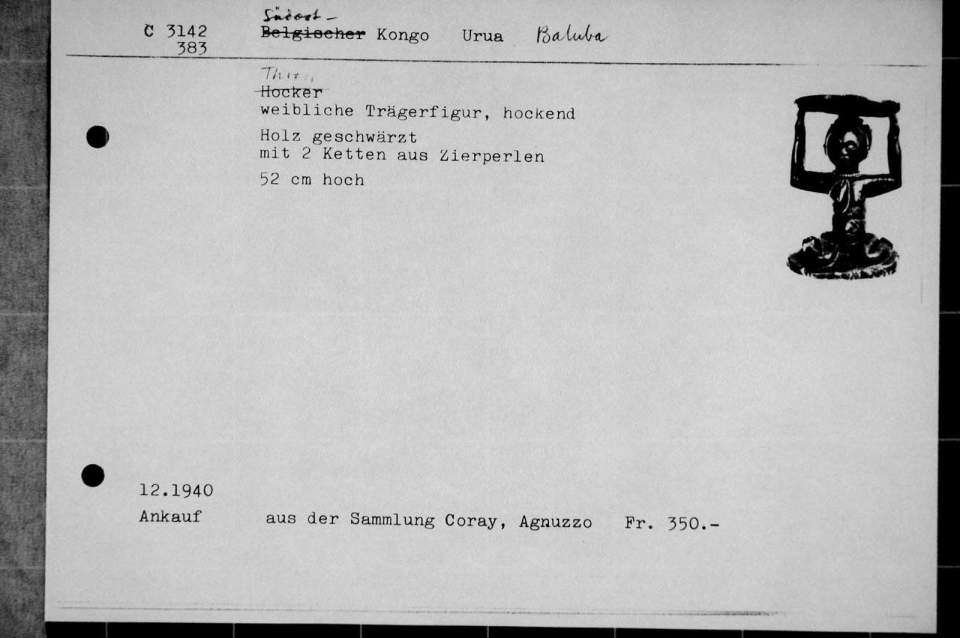 Südost-
C 3142 Belgischer Kongo Urua Baluba
383
Hocker
weibliche Trägerfigur, hockend
Holz geschwärzt
mit 2 Ketten aus Zierperlen
52 cm hoch
12.1940
Ankauf aus der Sammlung Coray, Agnuzzo Fr. 350.-